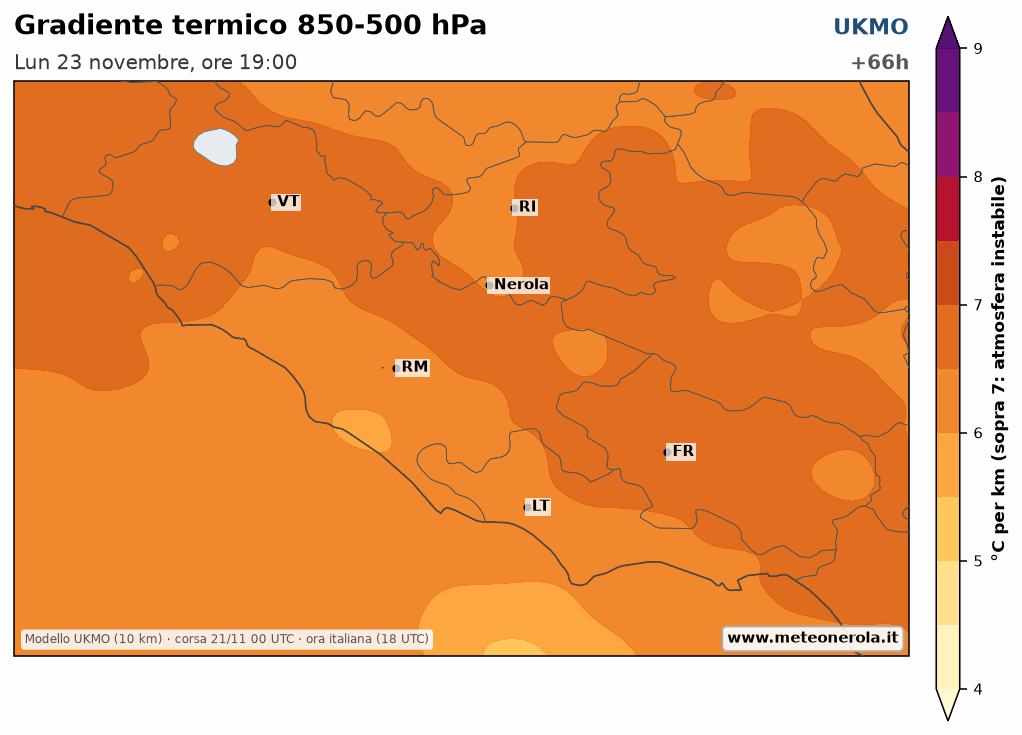 Gradiente termico 850-500 hPa
UKMO
Lun 23 novembre, ore 19:00
+66h
VT
RI
Nerola
RM
FR
LT
Modello UKMO (10 km) · corsa 21/11 00 UTC · ora italiana (18 UTC)
www.meteonerola.it
9
8
7
6
5
4
°C per km (sopra 7: atmosfera instabile)